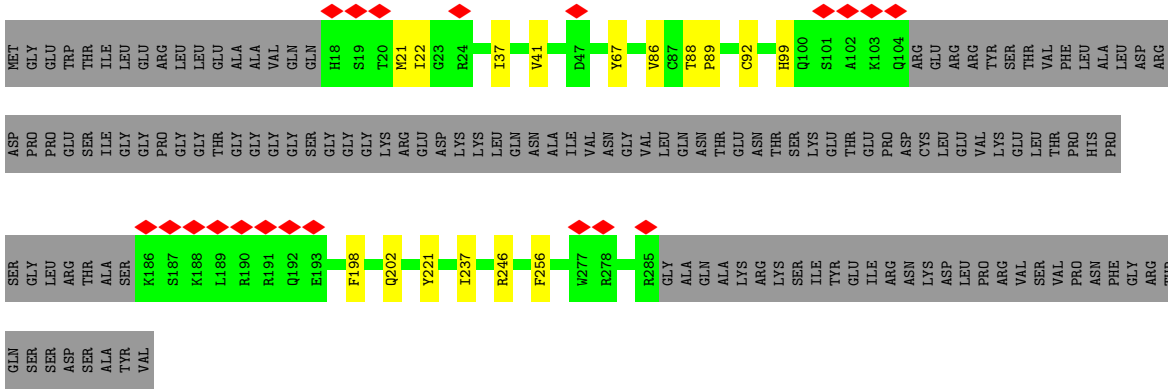 MET GLY GLU TRP THR ILE LEU GLU ARG LEU LEU GLU ALA ALA VAL GLN GLN H18 S19 T20 M21 I22 G23 R24 I37 V41 D47 Y67 V86 C87 T88 P89 C92 H99 Q100 S101 A102 K103 Q104 ARG GLU ARG ARG TYR SER THR VAL PHE LEU ALA LEU ASP ARG
ASP PRO PRO GLU SER ILE GLY GLY PRO GLY GLY THR GLY GLY GLY GLY SER GLY GLY GLY LYS ARG GLU ASP LYS LYS LEU GLN ASN ALA ILE VAL ASN GLY VAL LEU GLN ASN THR GLU ASN THR SER LYS GLU THR GLU PRO ASP CYS LEU GLU VAL LYS GLU LEU THR PRO HIS PRO
SER GLY LEU ARG THR ALA SER K186 S187 K188 L189 R190 R191 Q192 E193 F198 Q202 Y221 I237 R246 F256 W277 R278 R285 GLY ALA GLN ALA LYS ARG LYS SER ILE TYR GLU ILE ARG ASN LYS ASP LEU PRO ARG VAL SER VAL PRO ASN PHE GLY ARG
GLN SER SER ASP SER ALA TYR VAL